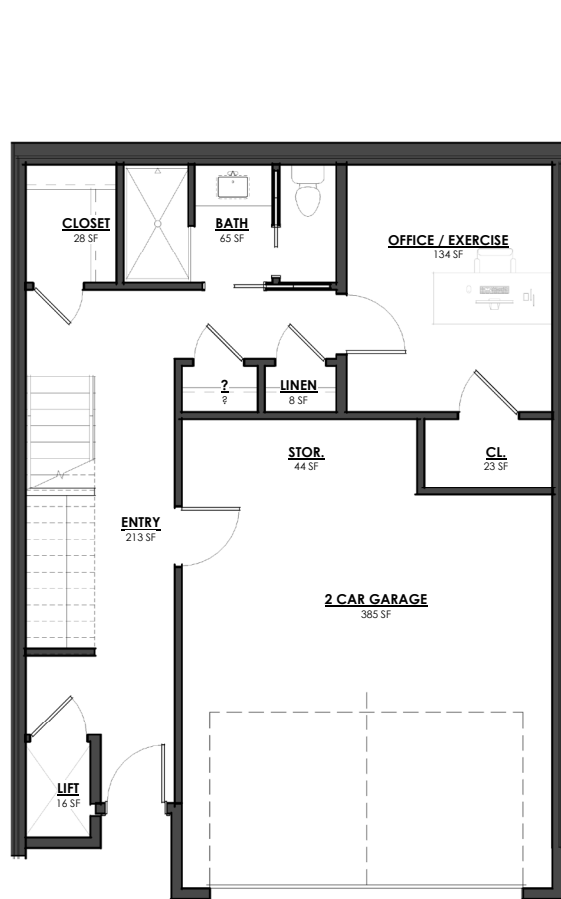 CLOSET
28 SF
BATH
65 SF
OFFICE / EXERCISE
134 SF
?
?
LINEN
8 SF
STOR.
44 SF
CL.
23 SF
ENTRY
213 SF
2 CAR GARAGE
385 SF
LIFT
16 SF